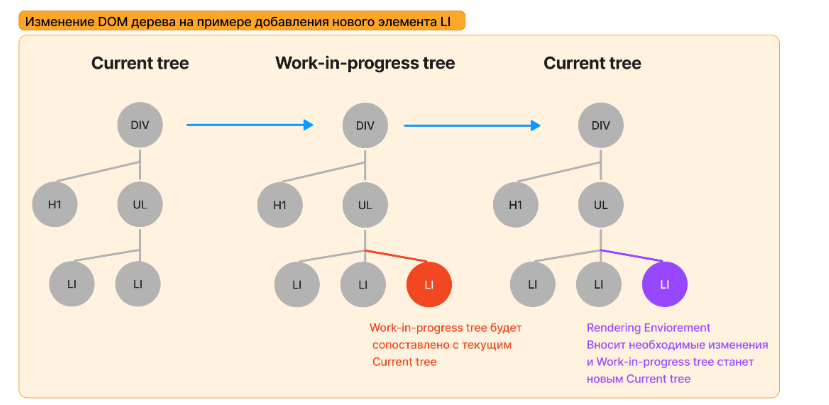 Изменение DOM дерева на примере добавления нового элемента LI
Current tree
Work-in-progress tree
Current tree
DIV
DIV
DIV
H1
UL
H1
UL
H1
UL
LI
LI
LI
LI
LI
LI
LI
LI
Work-in-progress tree будет
сопоставлено с текущим
Current tree
Rendering Enviorement
Вносит необходимые изменения
и Work-in-progress tree станет
новым Current tree